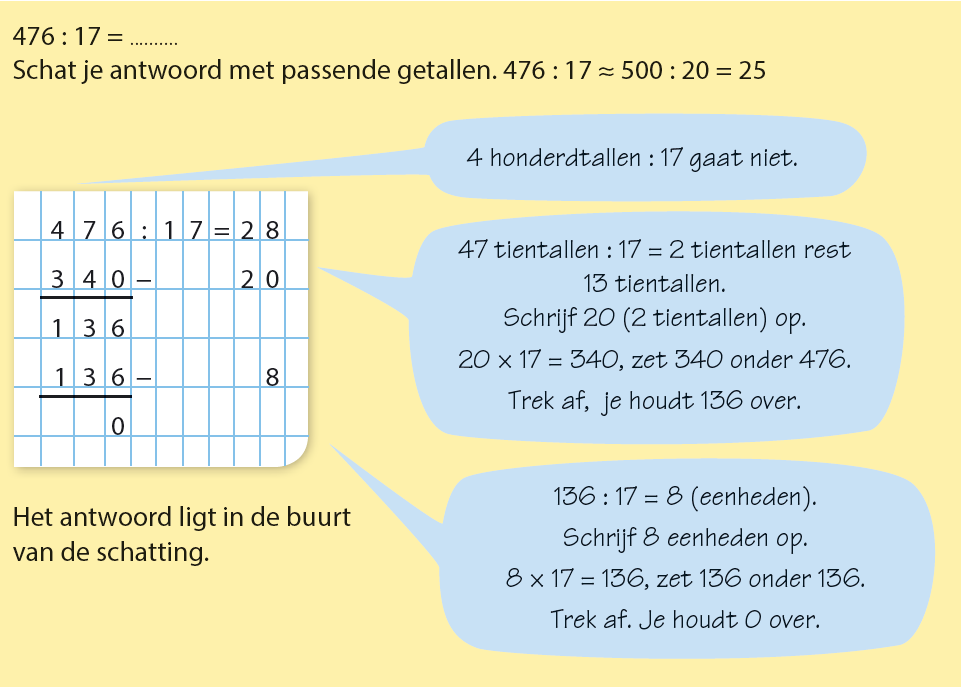 476 : 17 = ..........
Schat je antwoord met passende getallen. 476 : 17 ≈ 500 : 20 = 25
4 honderdtallen : 17 gaat niet.
4 7 6 : 1 7 = 2 8
3 4 0 – 2 0
1 3 6
1 3 6 – 8
0
47 tientallen : 17 = 2 tientallen rest
13 tientallen.
Schrijf 20 (2 tientallen) op.
20 x 17 = 340, zet 340 onder 476.
Trek af, je houdt 136 over.
136 : 17 = 8 (eenheden).
Schrijf 8 eenheden op.
8 x 17 = 136, zet 136 onder 136.
Trek af. Je houdt 0 over.
Het antwoord ligt in de buurt
van de schatting.